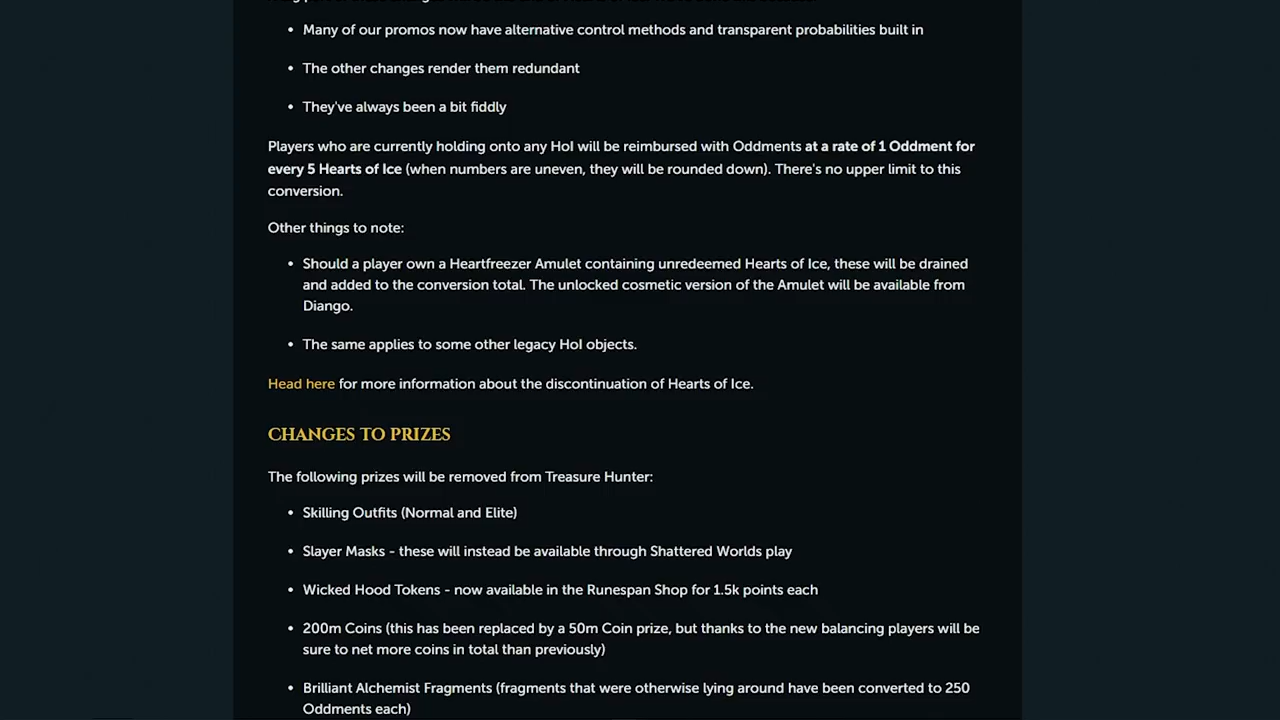 • Many of our promos now have alternative control methods and transparent probabilities built in
• The other changes render them redundant
• They've always been a bit fiddly
Players who are currently holding onto any HoI will be reimbursed with Oddments at a rate of 1 Oddment for
every 5 Hearts of Ice (when numbers are uneven, they will be rounded down). There's no upper limit to this
conversion.
Other things to note:
• Should a player own a Heartfreezer Amulet containing unredeemed Hearts of Ice, these will be drained
and added to the conversion total. The unlocked cosmetic version of the Amulet will be available from
Diango.
• The same applies to some other legacy HoI objects.
Head here for more information about the discontinuation of Hearts of Ice.
CHANGES TO PRIZES
The following prizes will be removed from Treasure Hunter:
• Skilling Outfits (Normal and Elite)
• Slayer Masks - these will instead be available through Shattered Worlds play
• Wicked Hood Tokens - now available in the Runespan Shop for 1.5k points each
• 200m Coins (this has been replaced by a 50m Coin prize, but thanks to the new balancing players will be
sure to net more coins in total than previously)
• Brilliant Alchemist Fragments (fragments that were otherwise lying around have been converted to 250
Oddments each)